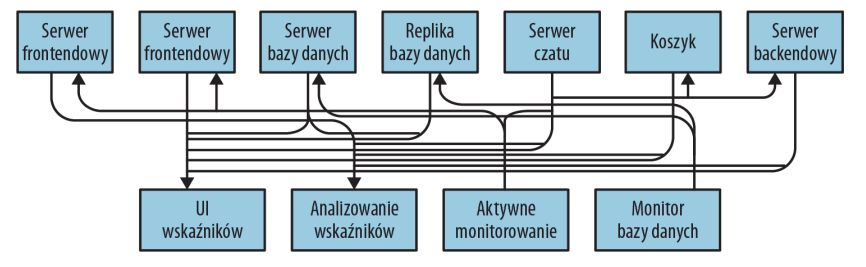 Serwer
frontendowy
Serwer
frontendowy
Serwer
bazy danych
Replika
bazy danych
Serwer
czatu
Koszyk
Serwer
backendowy
UI
wskaźników
Analizowanie
wskaźników
Aktywne
monitorowanie
Monitor
bazy danych